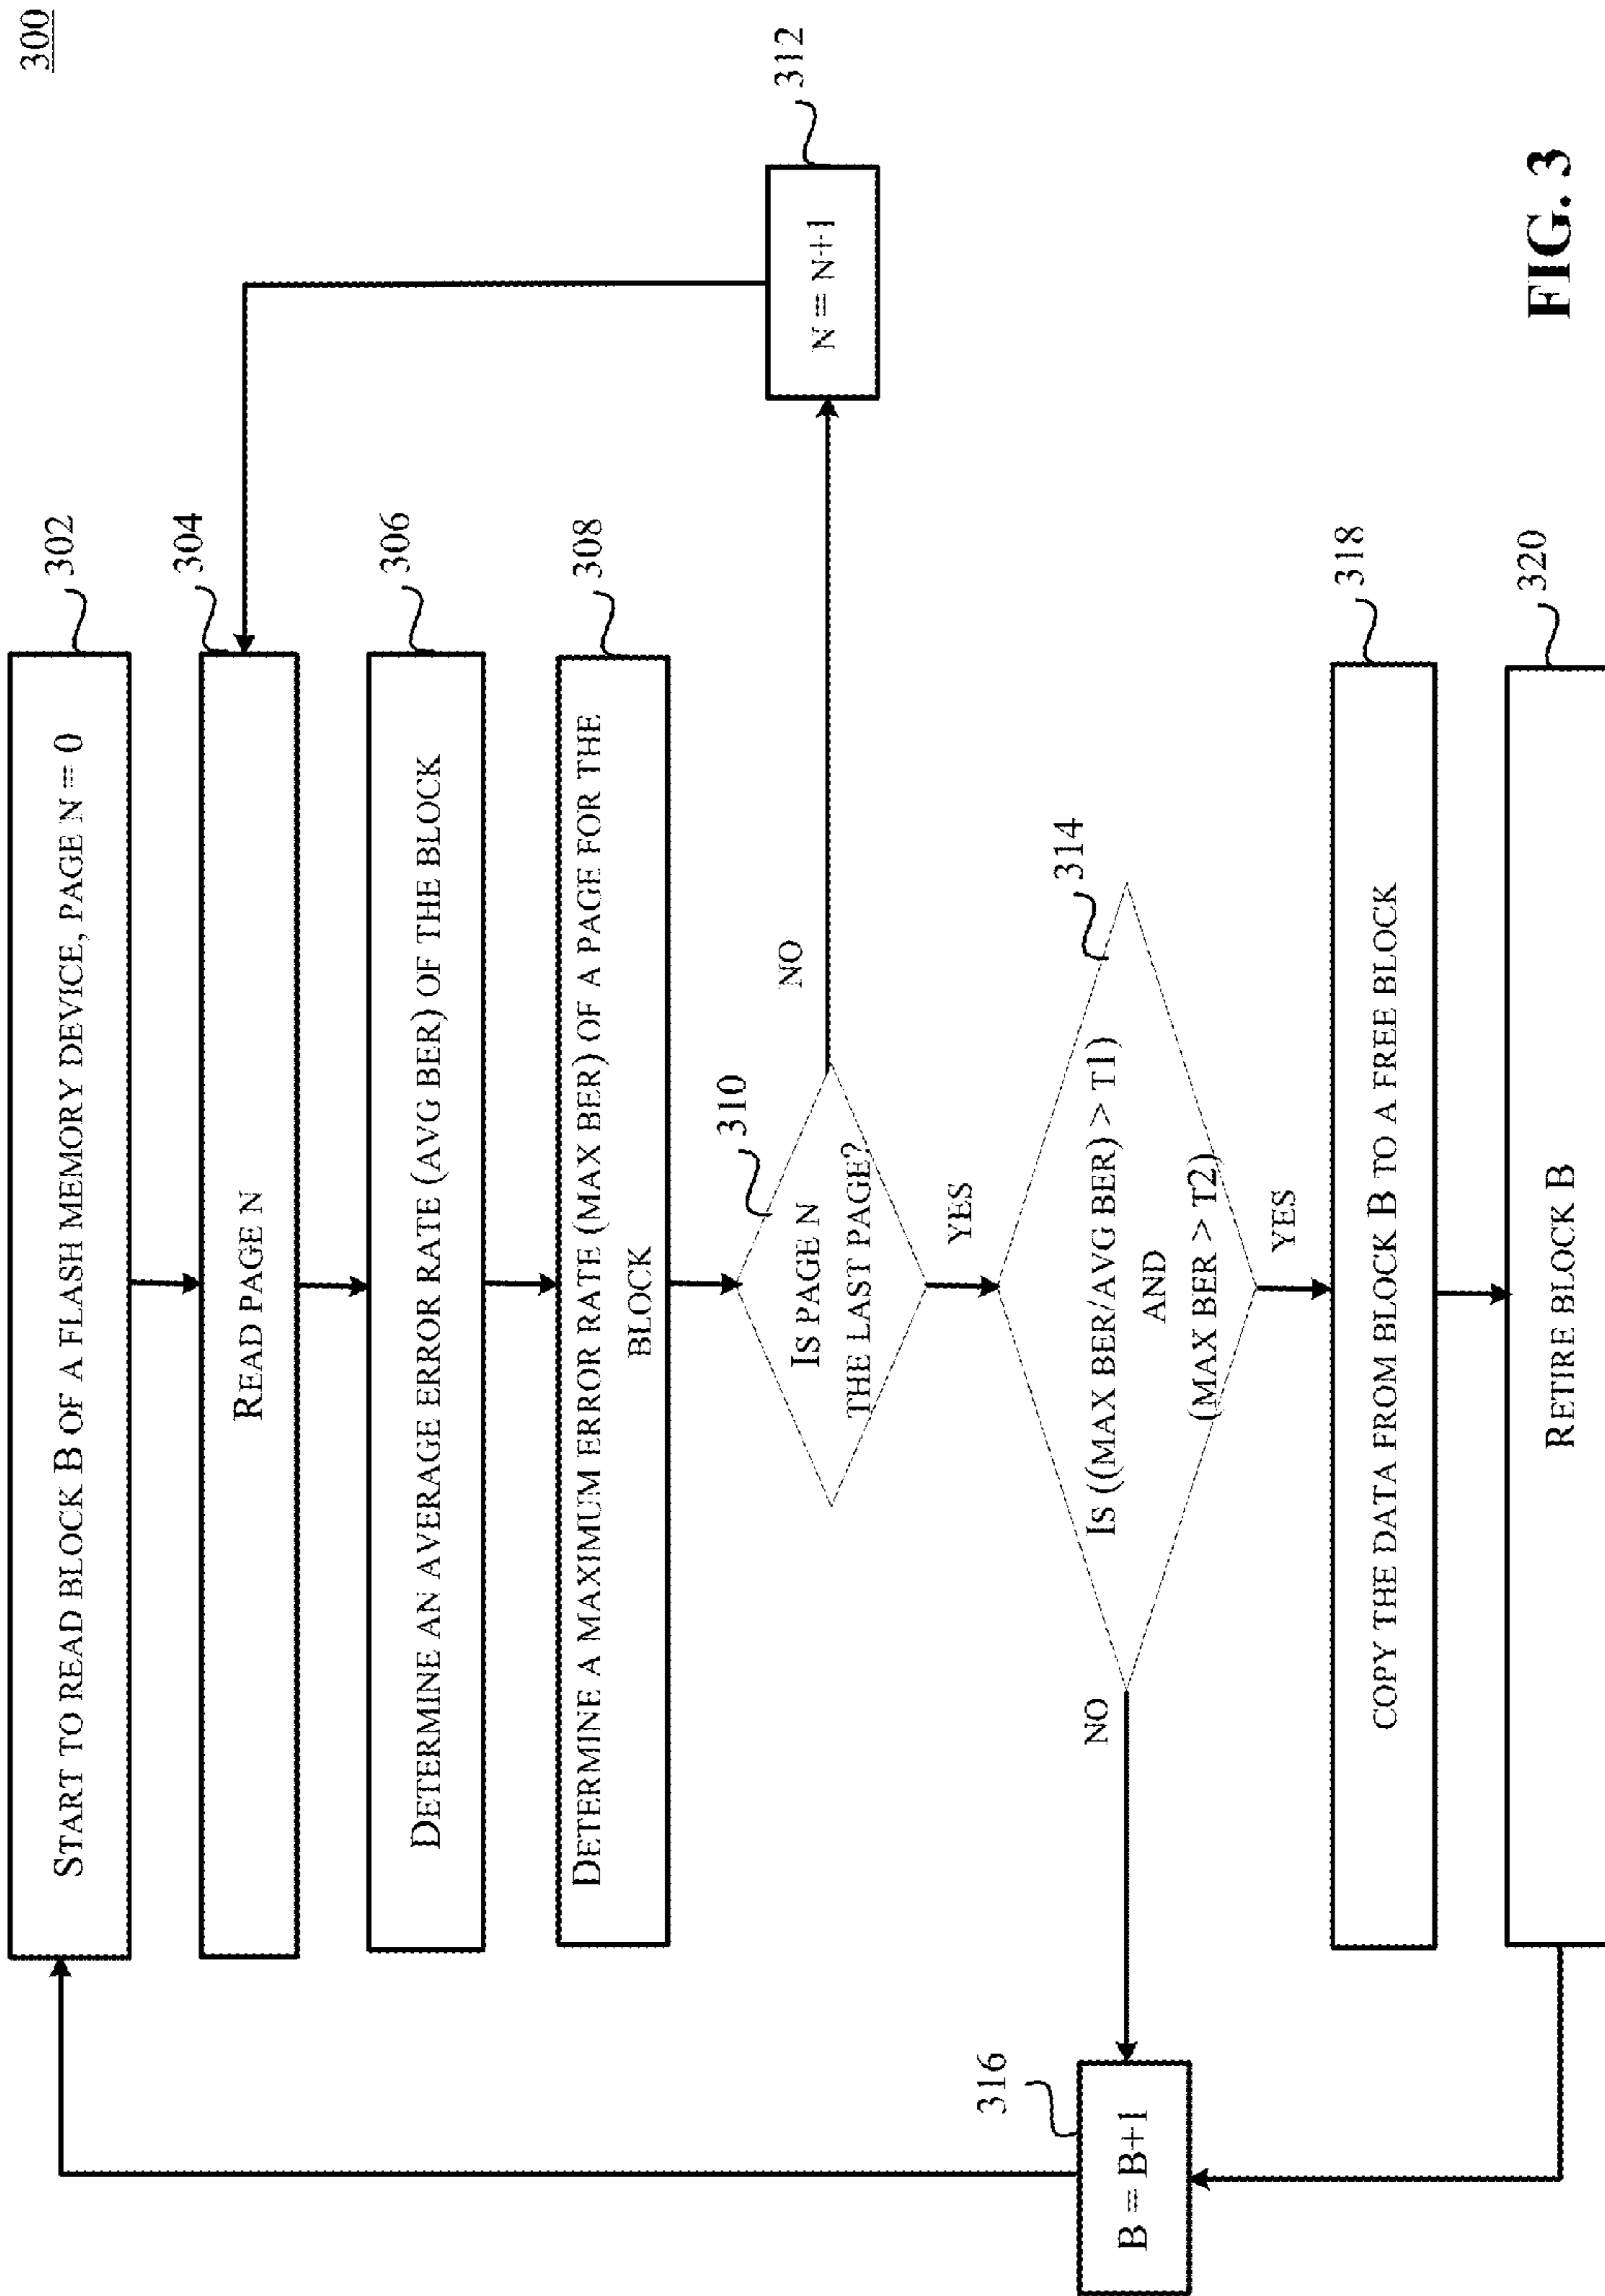 300
START TO READ BLOCK B OF A FLASH MEMORY DEVICE, PAGE N = 0
302
READ PAGE N
304
DETERMINE AN AVERAGE ERROR RATE (AVG BER) OF THE BLOCK
306
DETERMINE A MAXIMUM ERROR RATE (MAX BER) OF A PAGE FOR THE
BLOCK
308
310
IS PAGE N
THE LAST PAGE?
NO
N = N+1
312
YES
314
IS ((MAX BER/AVG BER) > T1)
AND
(MAX BER > T2)
NO
B = B+1
316
YES
COPY THE DATA FROM BLOCK B TO A FREE BLOCK
318
RETIRE BLOCK B
320
FIG. 3